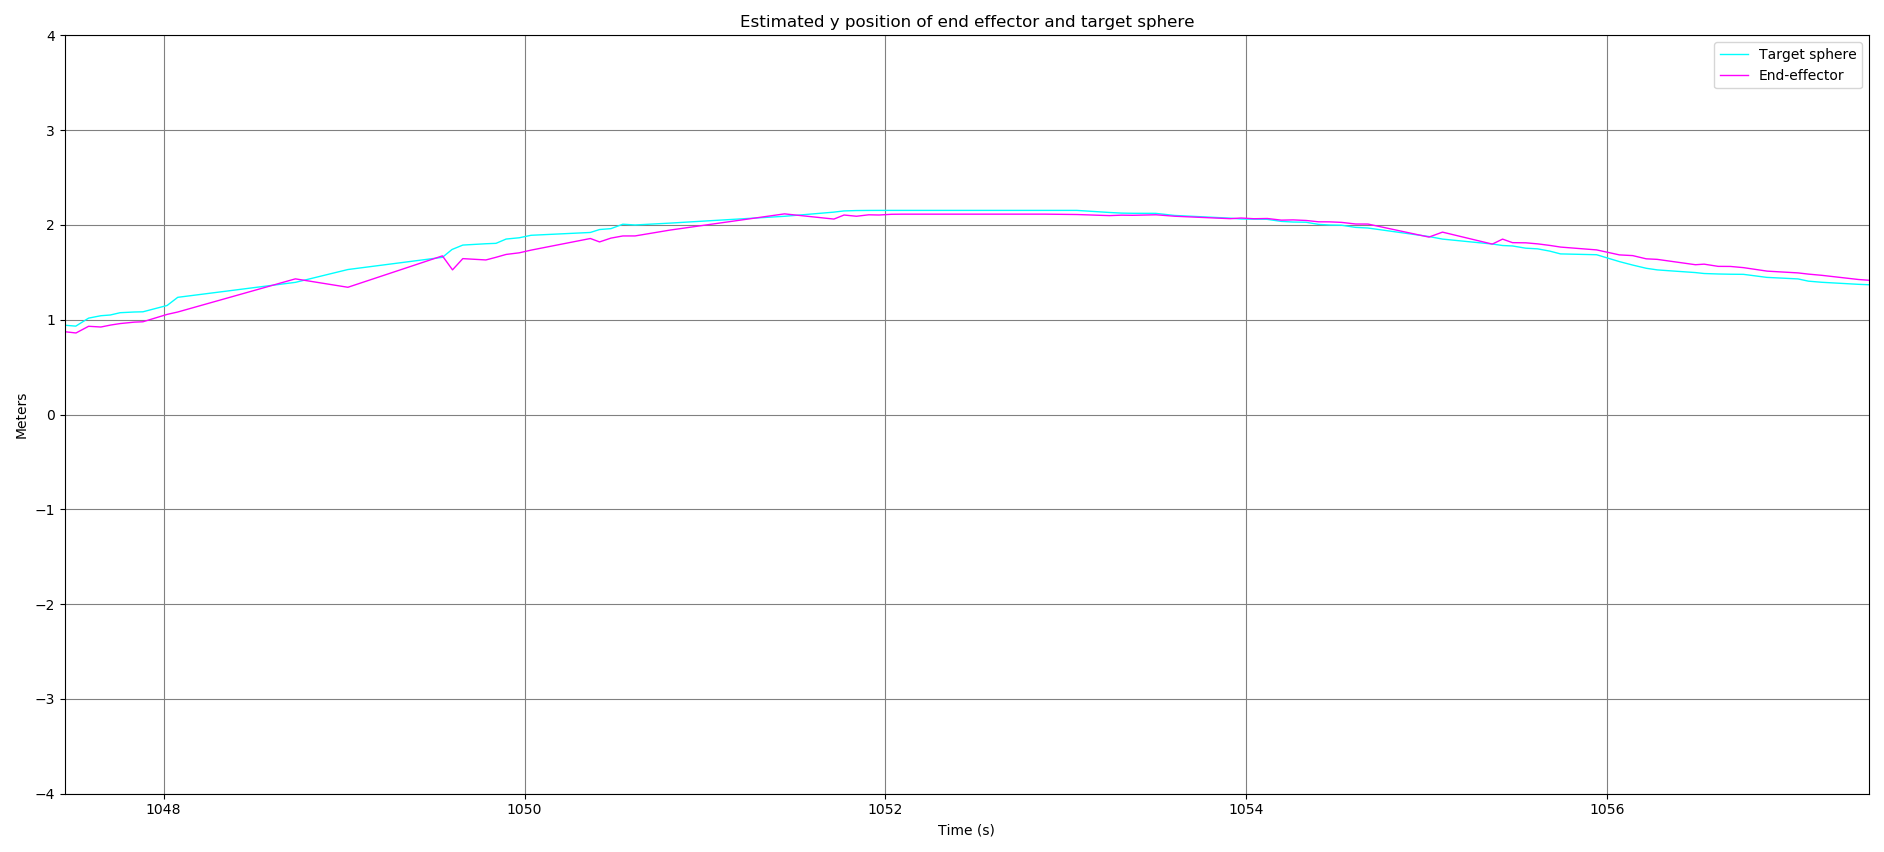 Estimated y position of end effector and target sphere
Target sphere
End-effector
4
3
2
1
0
−1
−2
−3
−4
Meters
1048
1050
1052
1054
1056
Time (s)